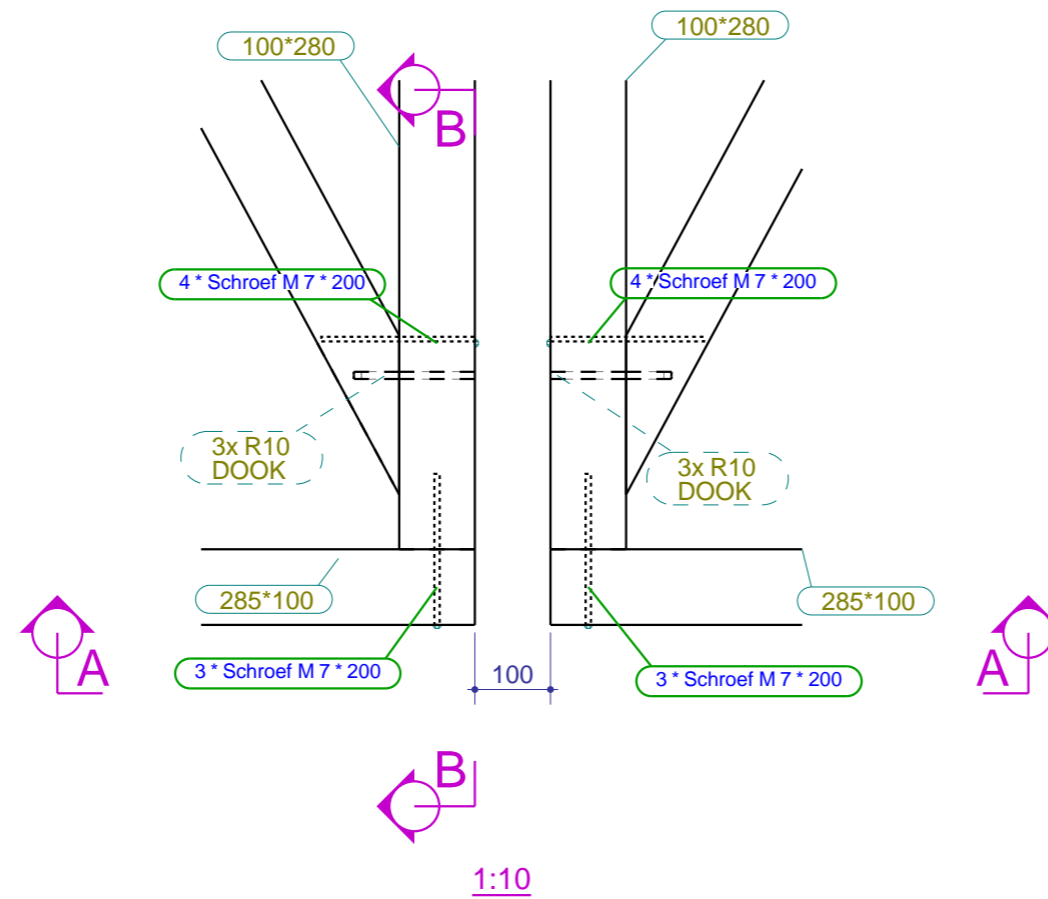 100*280
100*280
B
4 * Schroef M 7 * 200
4 * Schroef M 7 * 200
3x R10
DOOK
3x R10
DOOK
285*100
285*100
A
3 * Schroef M 7 * 200
100
3 * Schroef M 7 * 200
A
B
1:10